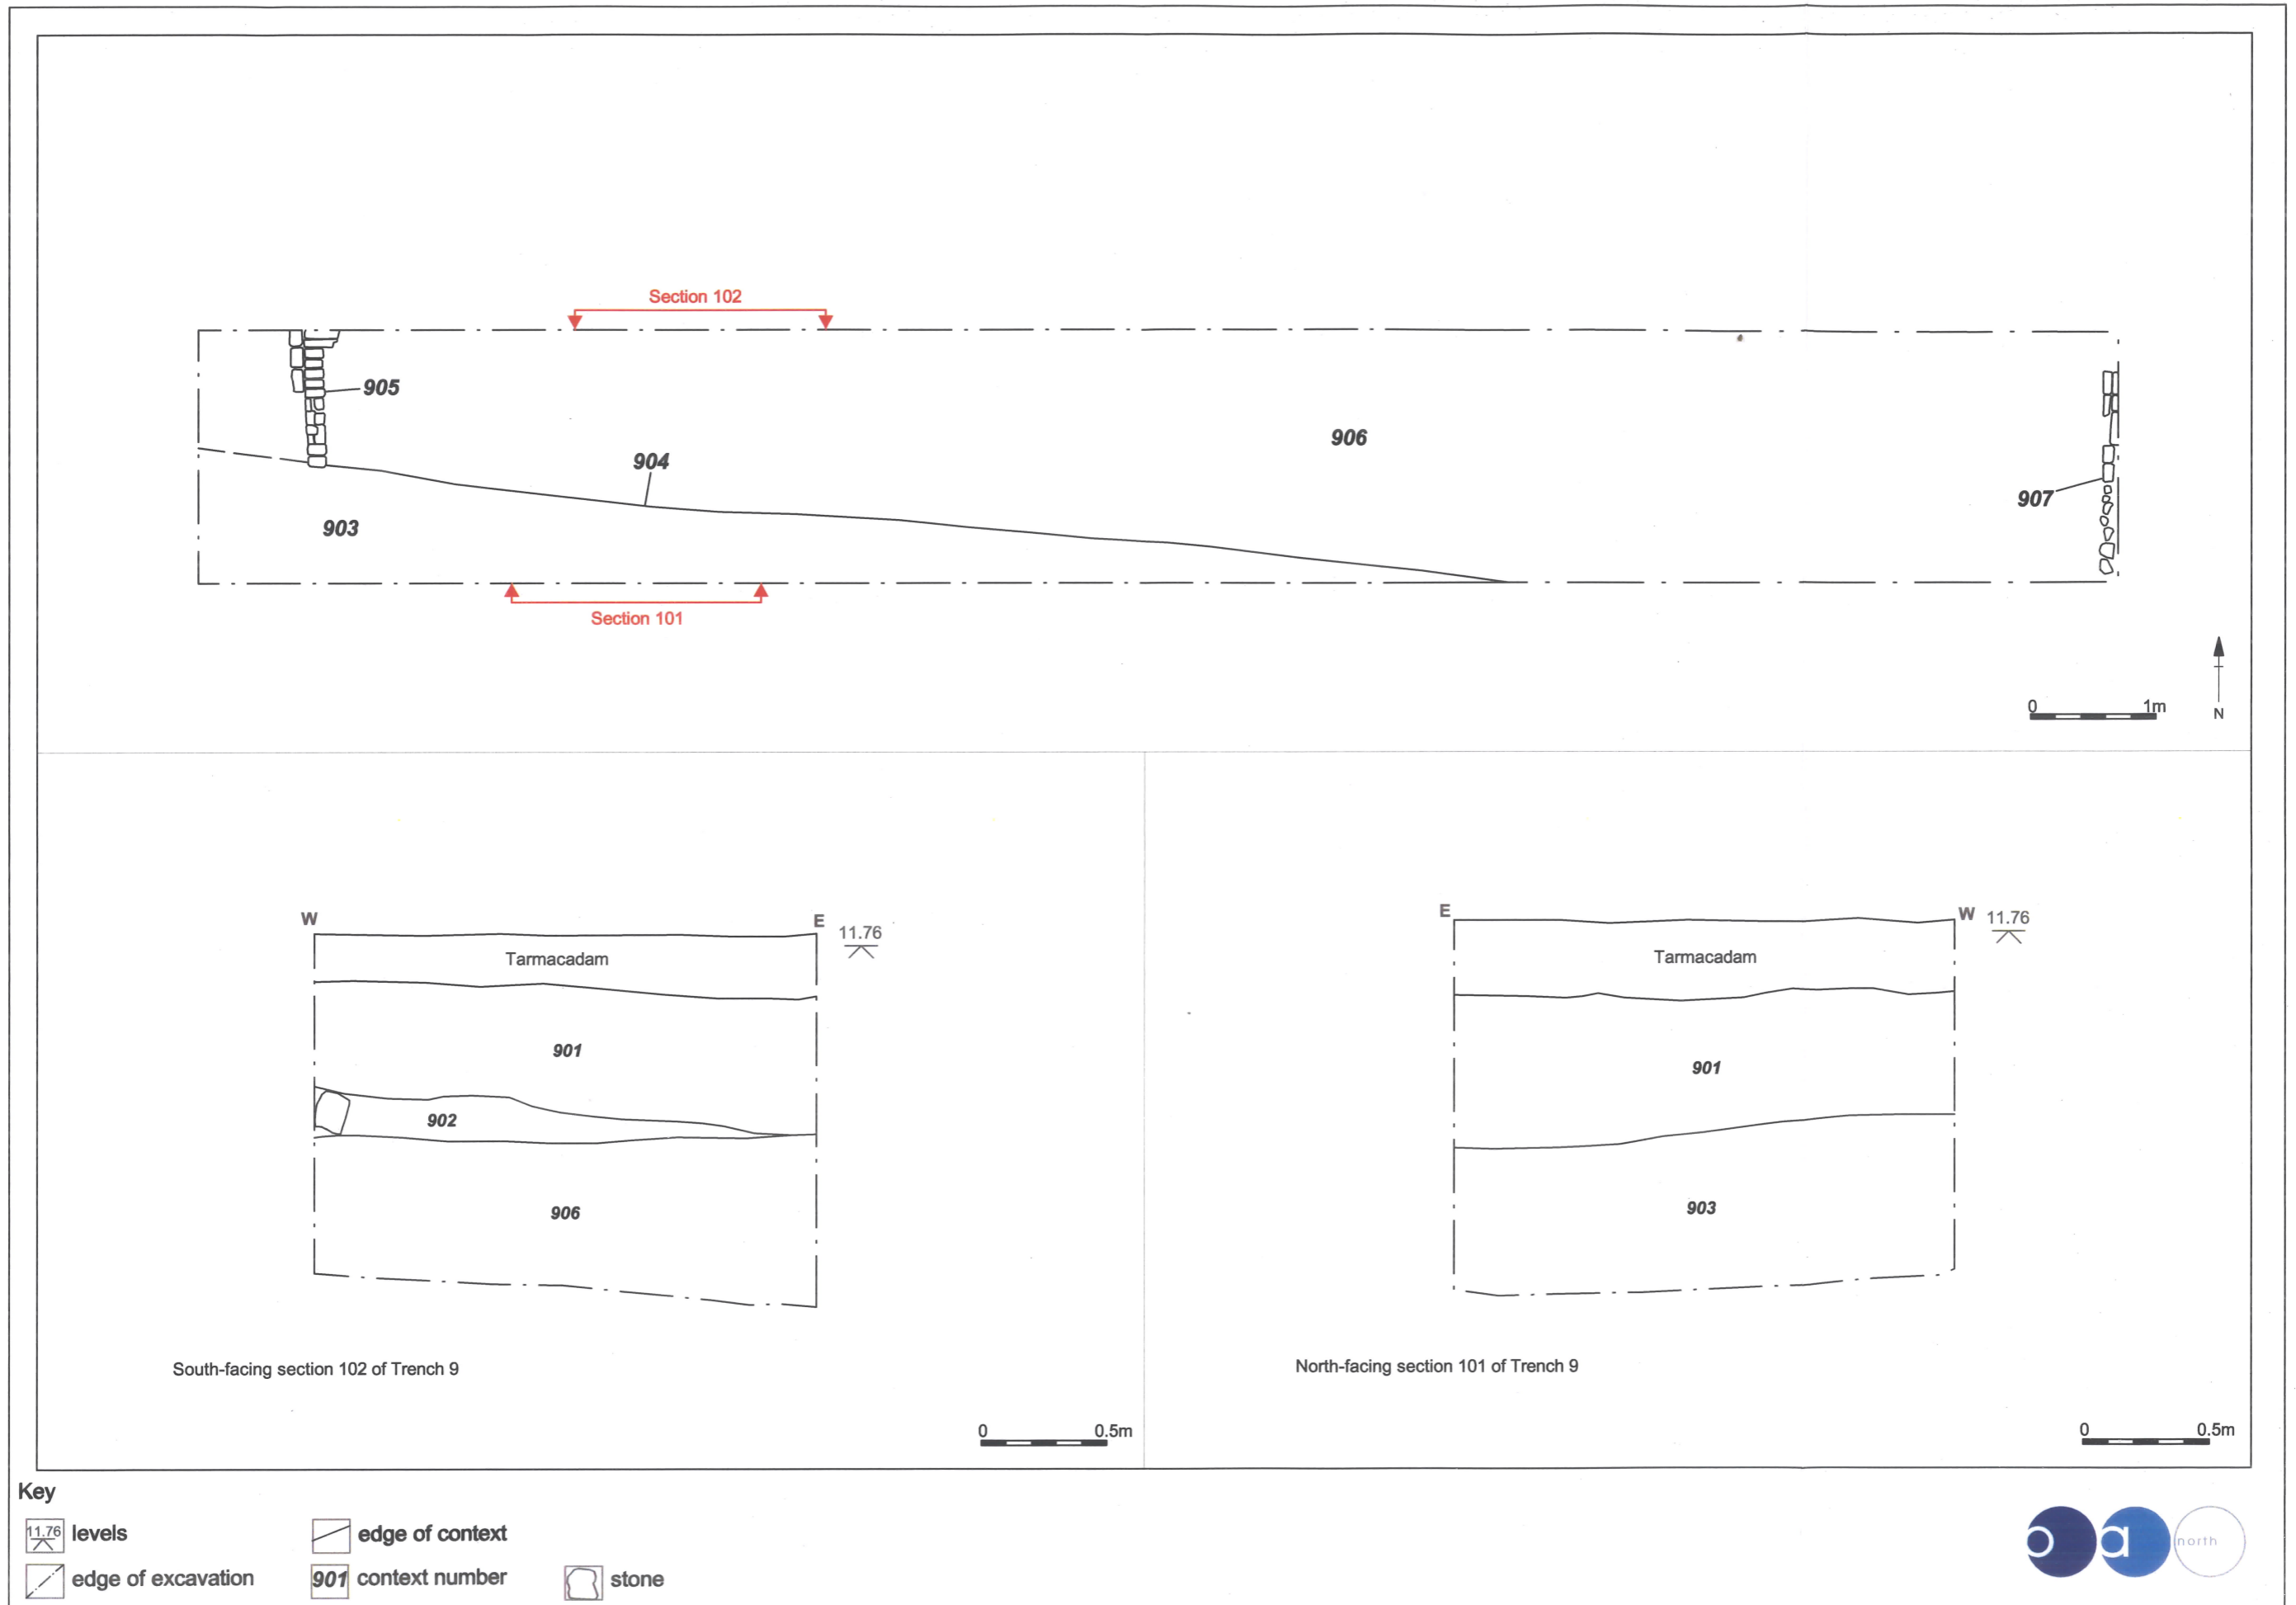 Section 102
905
904
906
903
907
Section 101
0 1m
N
W E 11.76
Tarmacadam
901
902
906
South-facing section 102 of Trench 9
0 0.5m
E W 11.76
Tarmacadam
901
903
North-facing section 101 of Trench 9
0 0.5m
Key
11.76 levels
edge of context
edge of excavation
901 context number
stone
oa north